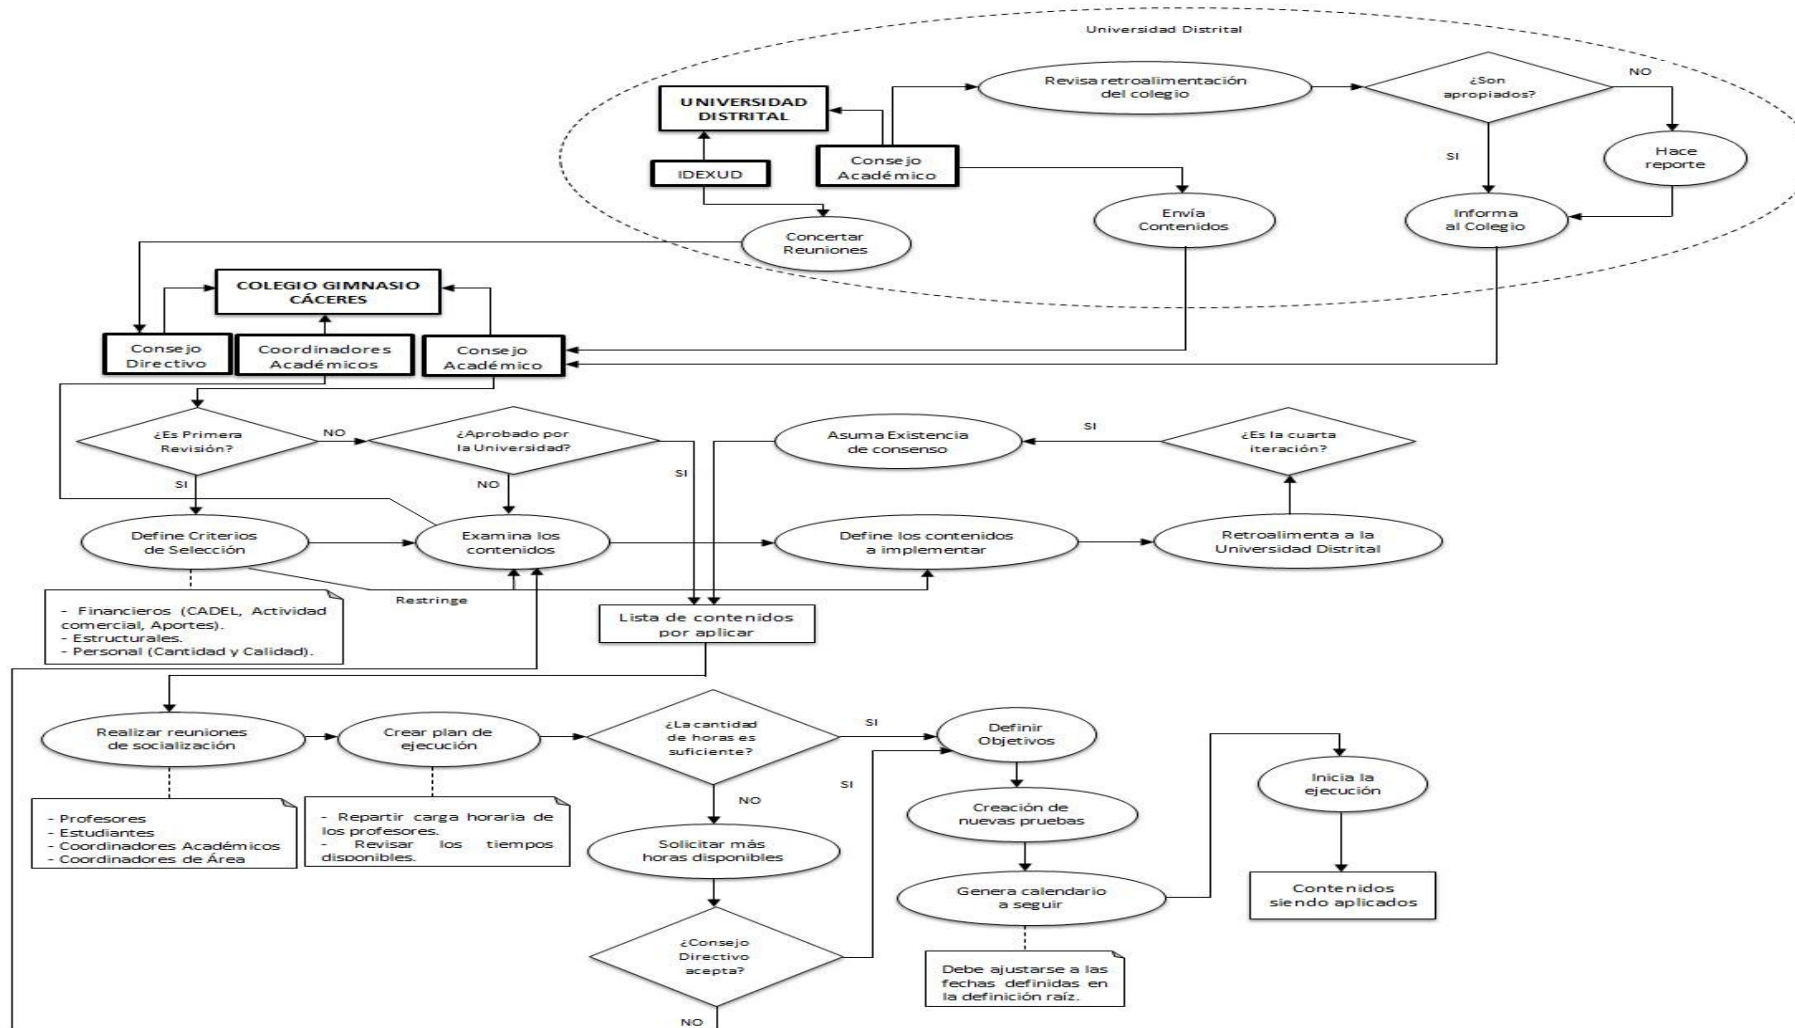 Universidad Distrital
Revisa retroalimentación
del colegio
¿Son
apropiados?
NO
UNIVERSIDAD
DISTRITAL
Consejo
Académico
IDEXUD
SI
Hace
reporte
Concertar
Reuniones
Envía
Contenidos
Informa
al Colegio
COLEGIO GIMNASIO
CÁCERES
Consejo
Directivo
Coordinadores
Académicos
Consejo
Académico
¿Es Primera
Revisión?
NO
¿Aprobado por
la Universidad?
SI
Asuma Existencia
de consenso
SI
¿Es la cuarta
iteración?
SI
NO
Define Criterios
de Selección
Examina los
contenidos
Define los contenidos
a implementar
Retroalimenta a la
Universidad Distrital
Restringe
- Financieros (CADEL, Actividad
comercial, Aportes).
- Estructurales.
- Personal (Cantidad y Calidad).
Lista de contenidos
por aplicar
Realizar reuniones
de socialización
Crear plan de
ejecución
¿La cantidad
de horas es
suficiente?
SI
Definir
Objetivos
SI
NO
Inicia la
ejecución
- Profesores
- Estudiantes
- Coordinadores Académicos
- Coordinadores de Área
- Repartir carga horaria de
los profesores.
- Revisar los tiempos
disponibles.
Creación de
nuevas pruebas
Solicitar más
horas disponibles
Genera calendario
a seguir
Contenidos
siendo aplicados
¿Consejo
Directivo
acepta?
Debe ajustarse a las
fechas definidas en
la definición raíz.
NO